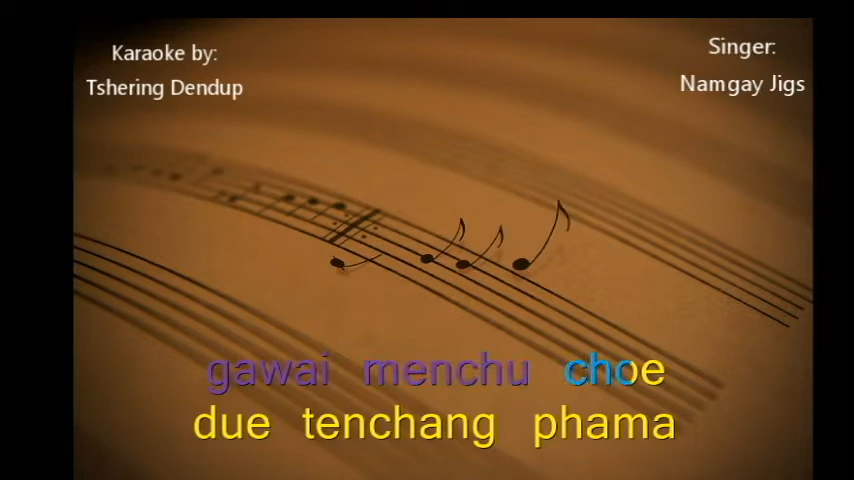 Karaoke by:
Tshering Dendup
Singer:
Namgay Jigs
gawai menchu choe
due tenchang phama